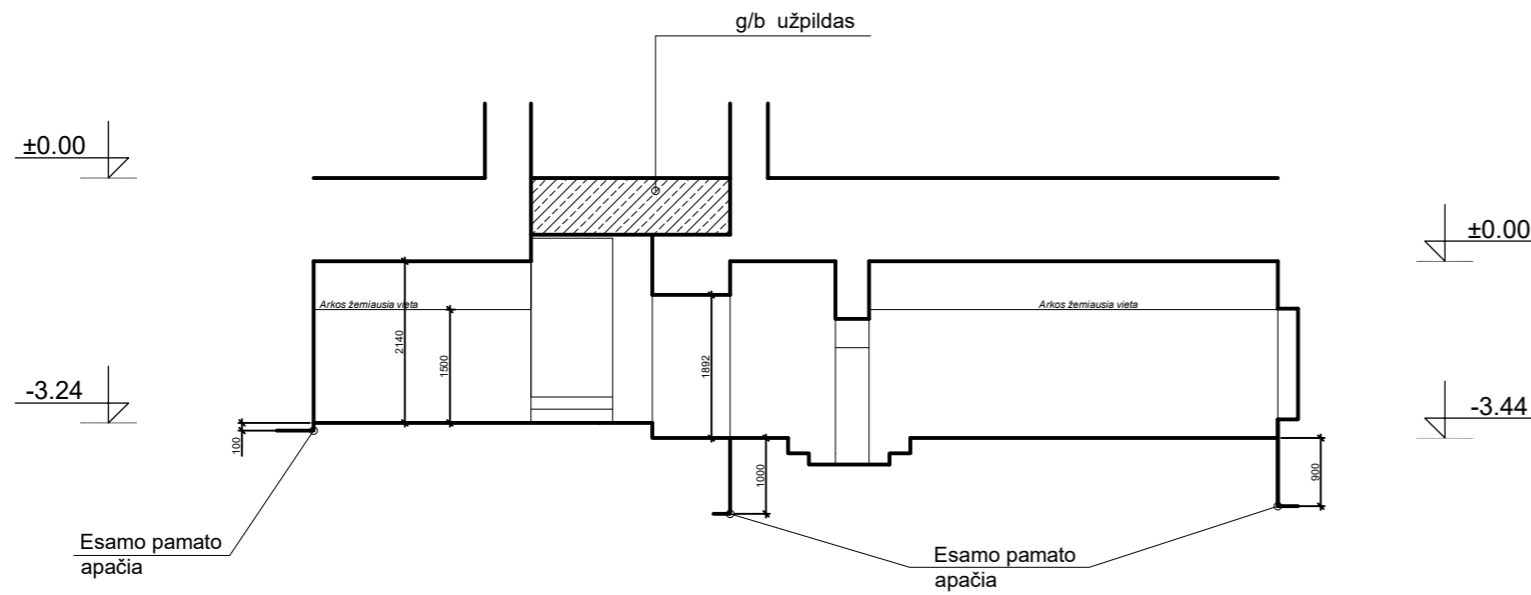 g/b užpildas
±0.00
±0.00
Arkos žemiausia vieta
Arkos žemiausia vieta
2140
1500
1892
-3.24
-3.44
100
1000
900
Esamo pamato
apačia
Esamo pamato
apačia